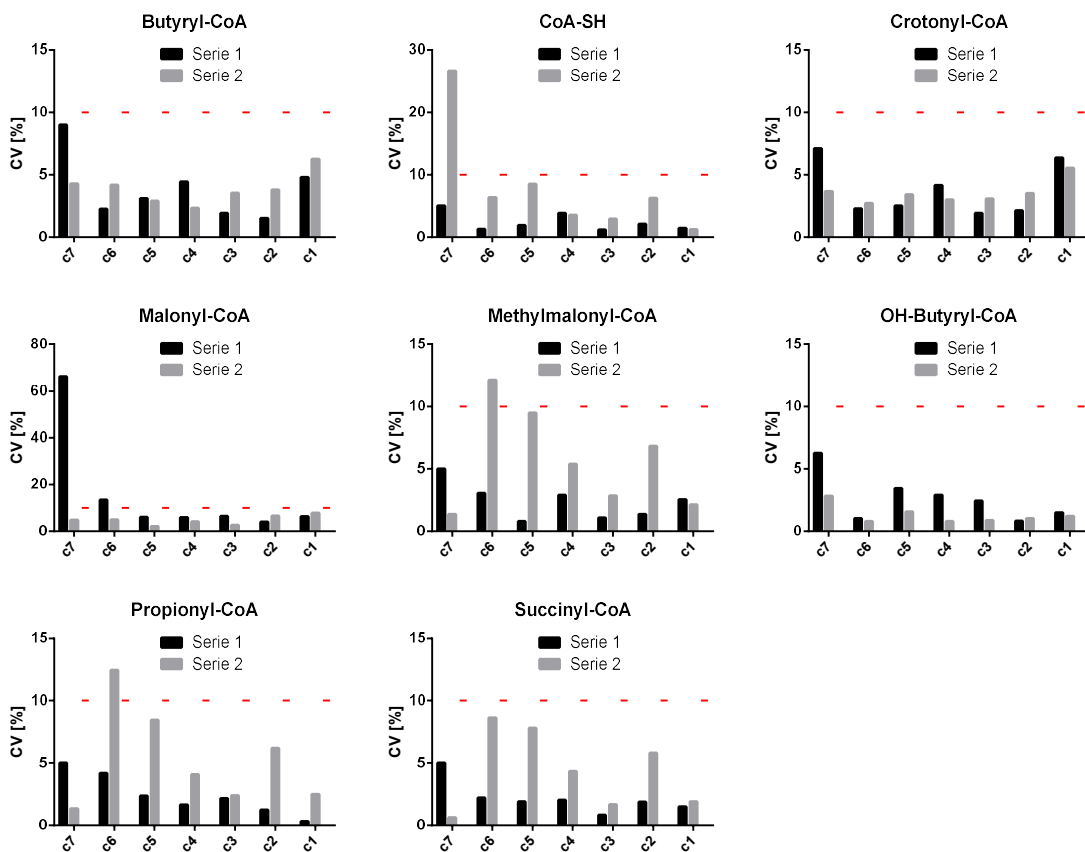 Butyryl-CoA
15
10
5
0
CV [%]
Serie 1
Serie 2
c7 c6 c5 c4 c3 c2 c1
CoA-SH
30
20
10
0
CV [%]
Serie 1
Serie 2
c7 c6 c5 c4 c3 c2 c1
Crotonyl-CoA
15
10
5
0
CV [%]
Serie 1
Serie 2
c7 c6 c5 c4 c3 c2 c1
Malonyl-CoA
80
60
40
20
0
CV [%]
Serie 1
Serie 2
c7 c6 c5 c4 c3 c2 c1
Methylmalonyl-CoA
15
10
5
0
CV [%]
Serie 1
Serie 2
c7 c6 c5 c4 c3 c2 c1
OH-Butyryl-CoA
15
10
5
0
CV [%]
Serie 1
Serie 2
c7 c6 c5 c4 c3 c2 c1
Propionyl-CoA
15
10
5
0
CV [%]
Serie 1
Serie 2
c7 c6 c5 c4 c3 c2 c1
Succinyl-CoA
15
10
5
0
CV [%]
Serie 1
Serie 2
c7 c6 c5 c4 c3 c2 c1